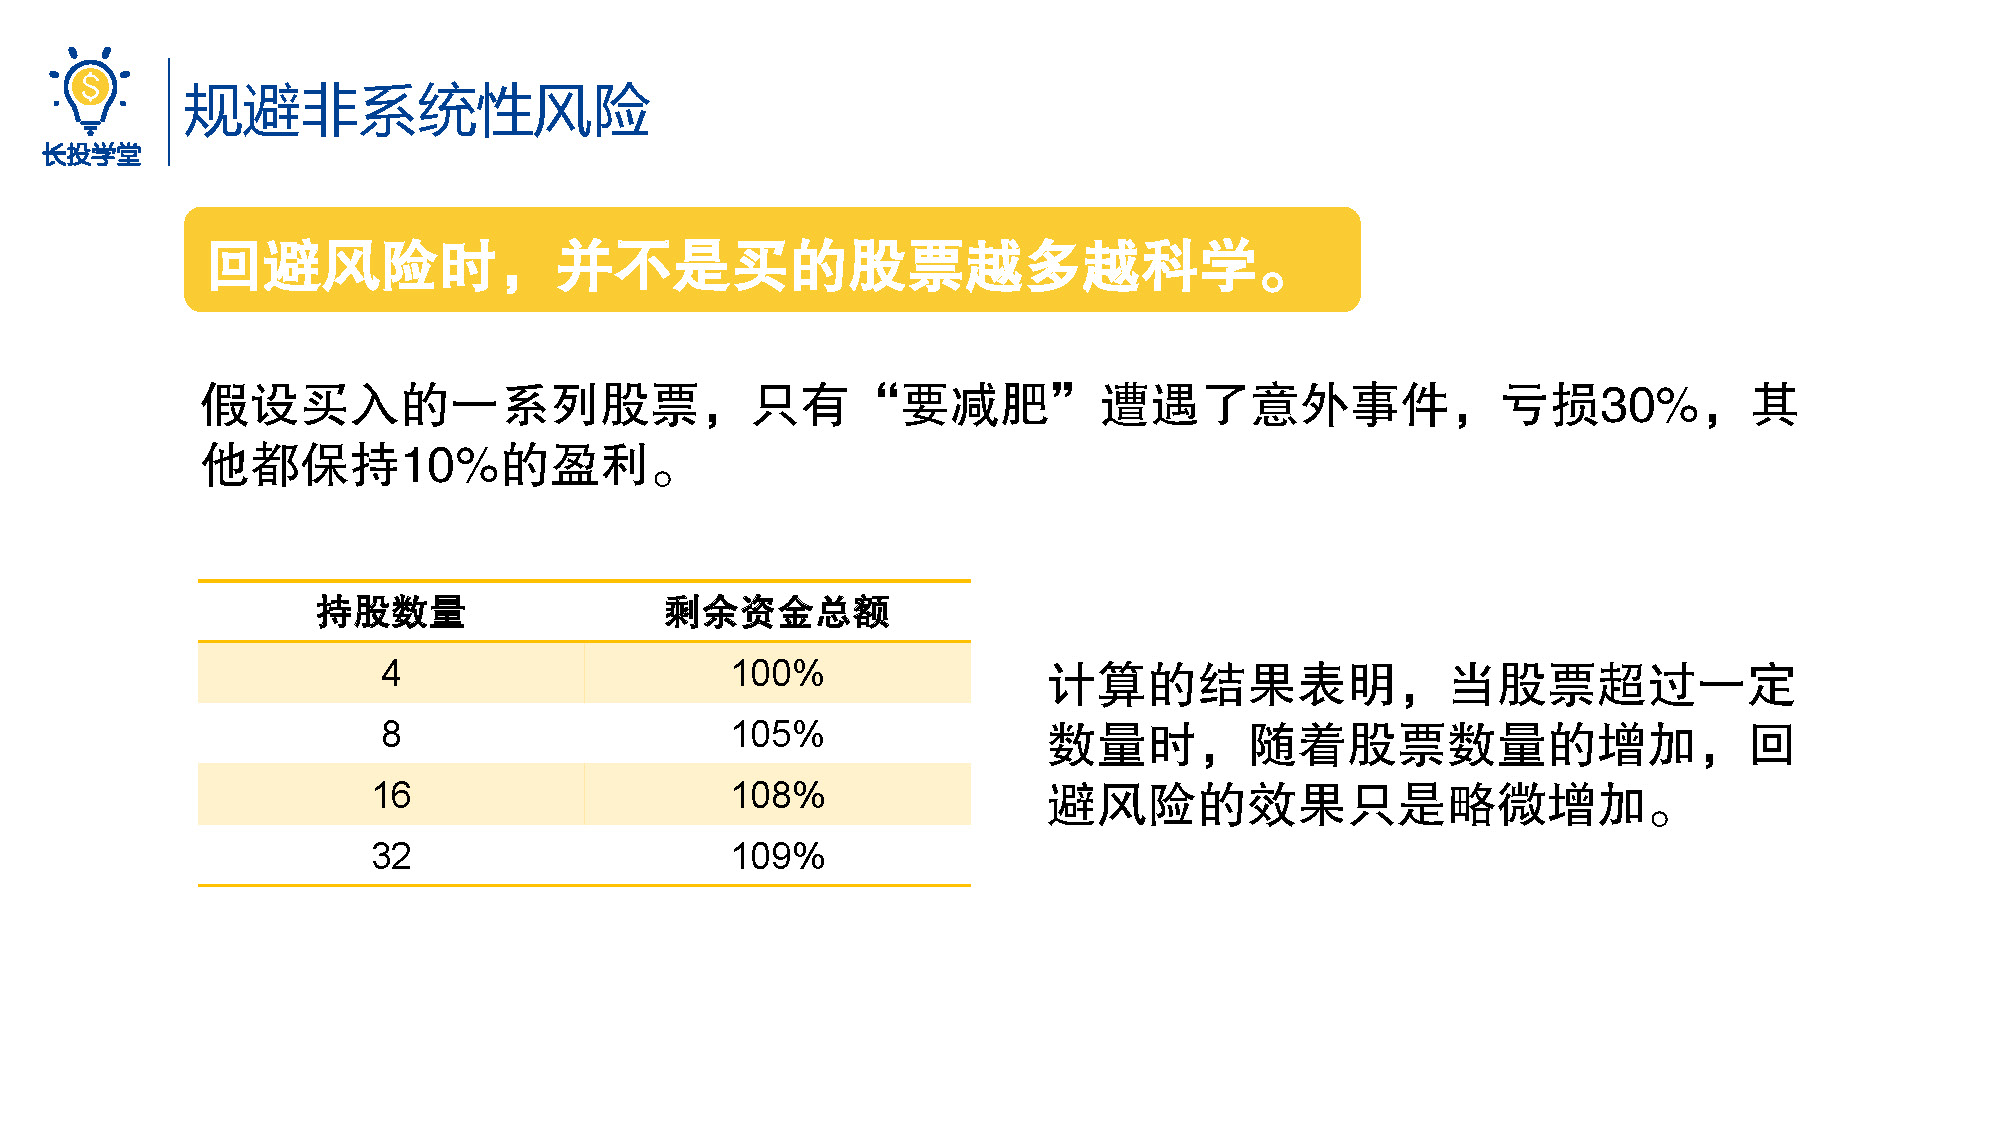 $
长投学堂
规避非系统性风险
回避风险时，并不是买的股票越多越科学。
假设买入的一系列股票，只有“要减肥”遭遇了意外事件，亏损30%，其
他都保持10%的盈利。
持股数量 剩余资金总额
4 100%
8 105%
16 108%
32 109%
计算的结果表明，当股票超过一定
数量时，随着股票数量的增加，回
避风险的效果只是略微增加。